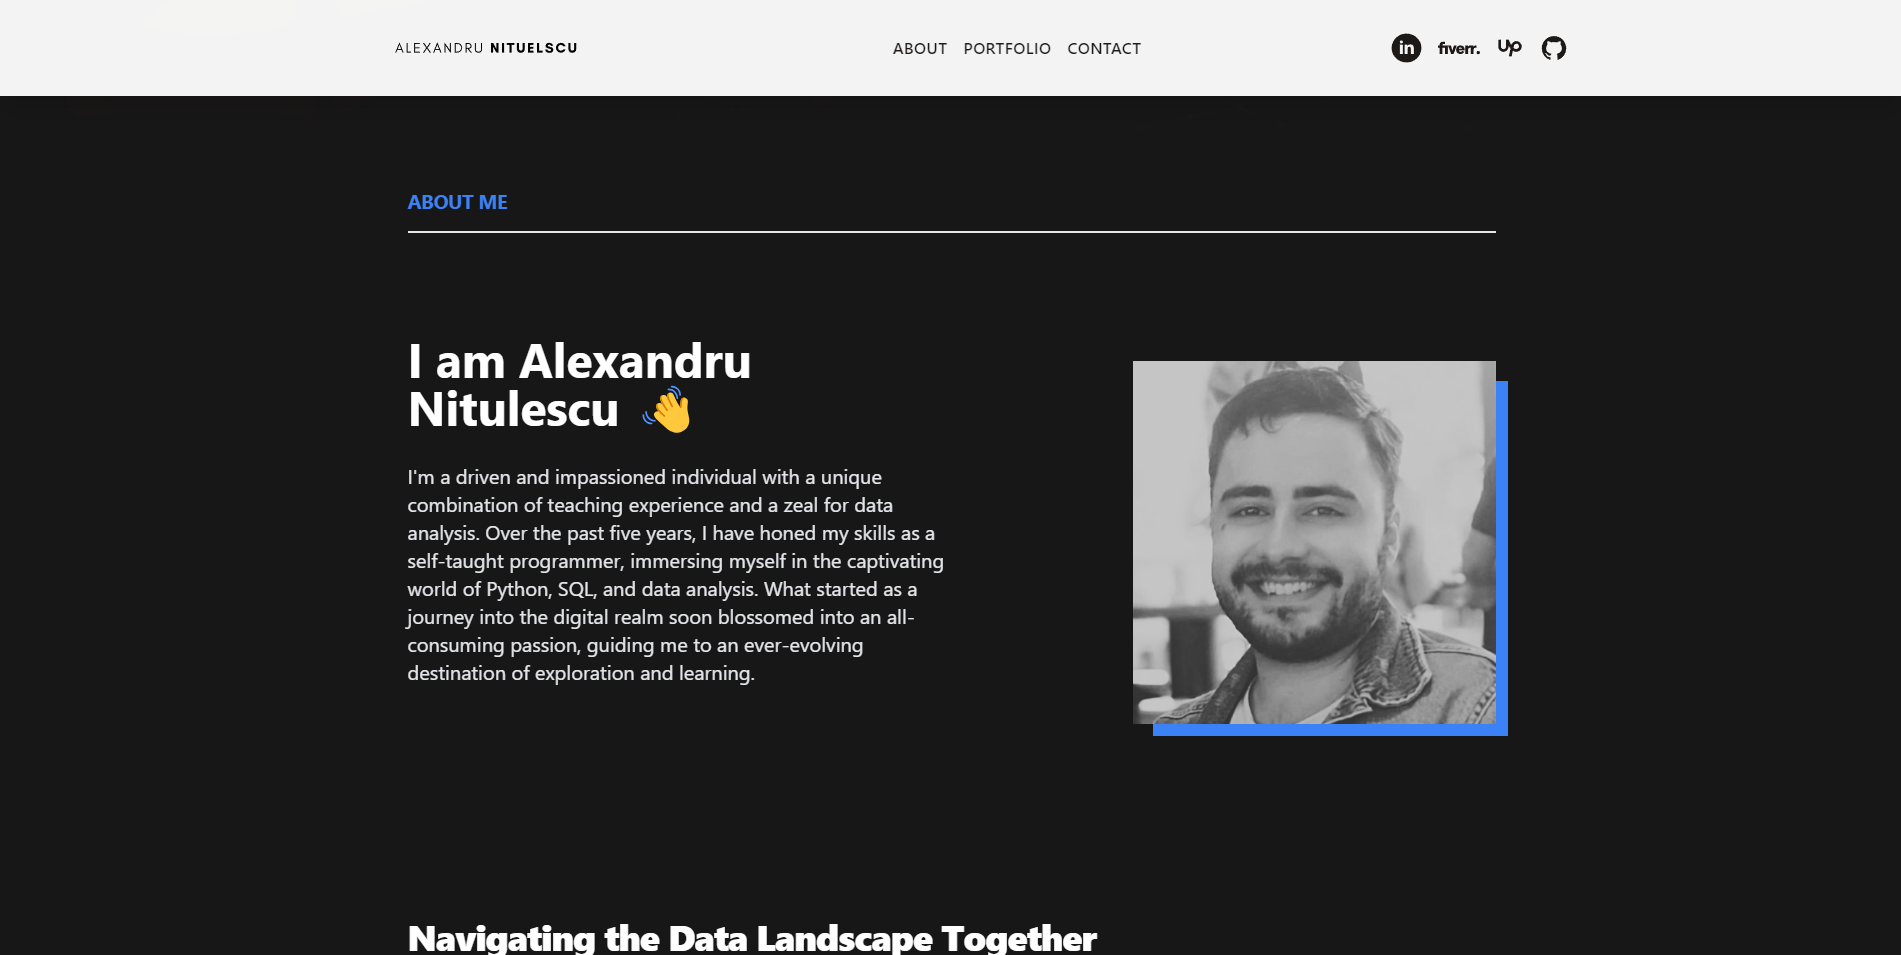 ALEXANDRU NITUELSCU
ABOUT PORTFOLIO CONTACT
in fiverr. Up
ABOUT ME
I am Alexandru
Nitulescu 👋
I'm a driven and impassioned individual with a unique
combination of teaching experience and a zeal for data
analysis. Over the past five years, I have honed my skills as a
self-taught programmer, immersing myself in the captivating
world of Python, SQL, and data analysis. What started as a
journey into the digital realm soon blossomed into an all-
consuming passion, guiding me to an ever-evolving
destination of exploration and learning.
Navigating the Data Landscape Together